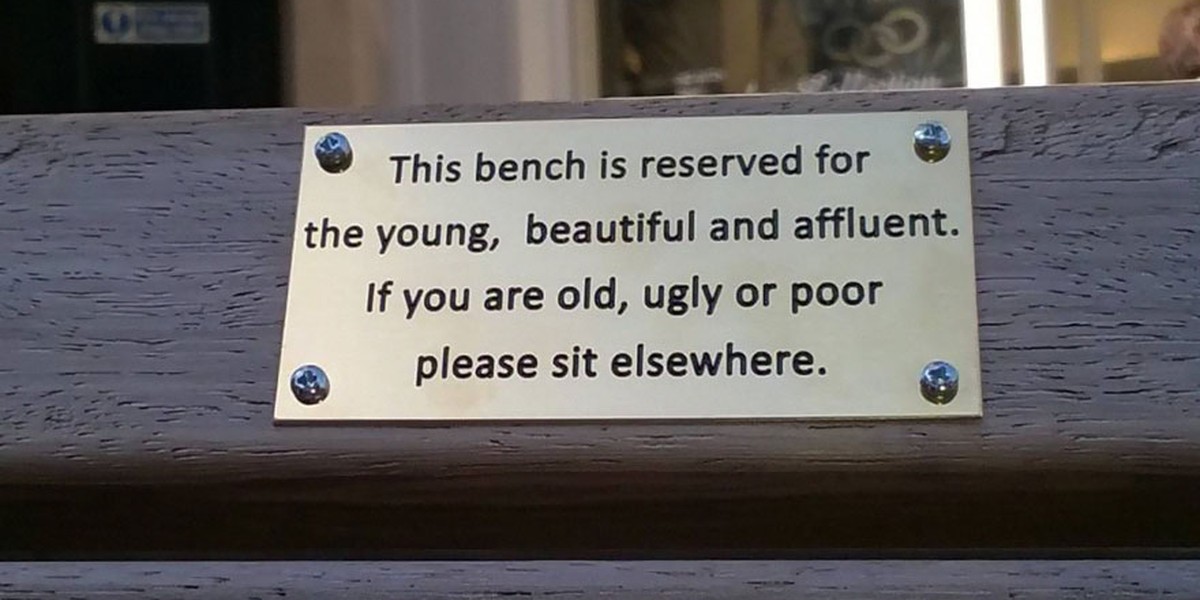 This bench is reserved for
the young, beautiful and affluent.
If you are old, ugly or poor
please sit elsewhere.